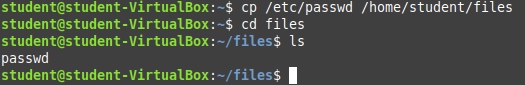 student@student-VirtualBox:~$ cp /etc/passwd /home/student/files
student@student-VirtualBox:~$ cd files
student@student-VirtualBox:~/files$ ls
passwd
student@student-VirtualBox:~/files$